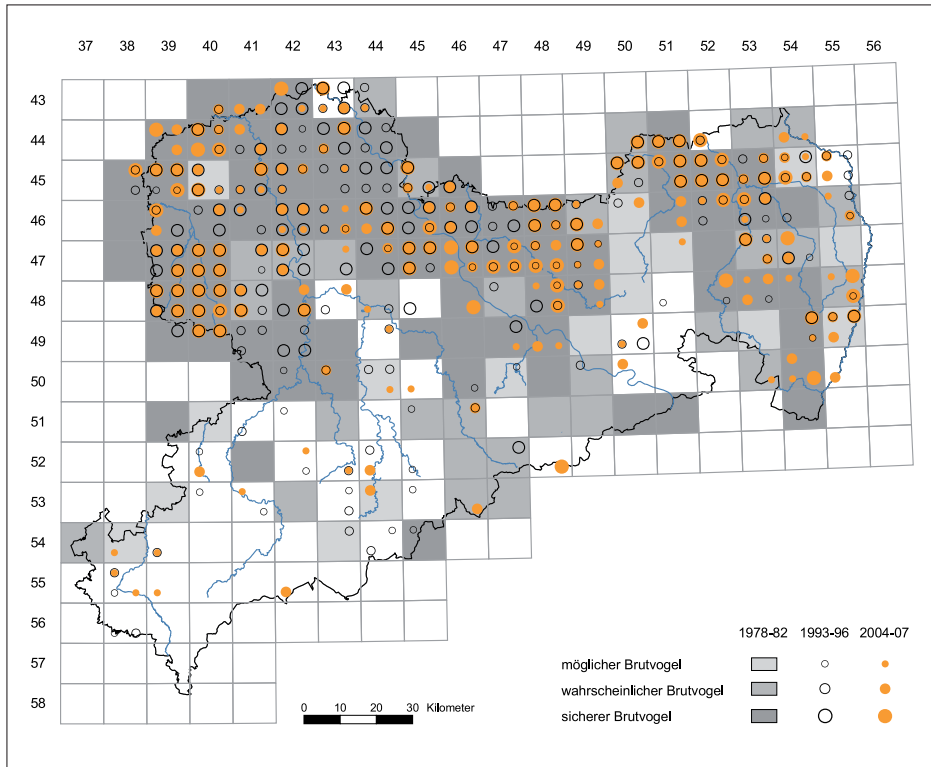 37 38 39 40 41 42 43 44 45 46 47 48 49 50 51 52 53 54 55 56
43
44
45
46
47
48
49
50
51
52
53
54
55
56
57
58
1978-82 1993-96 2004-07
möglicher Brutvogel
wahrscheinlicher Brutvogel
sicherer Brutvogel
Kilometer
0 10 20 30